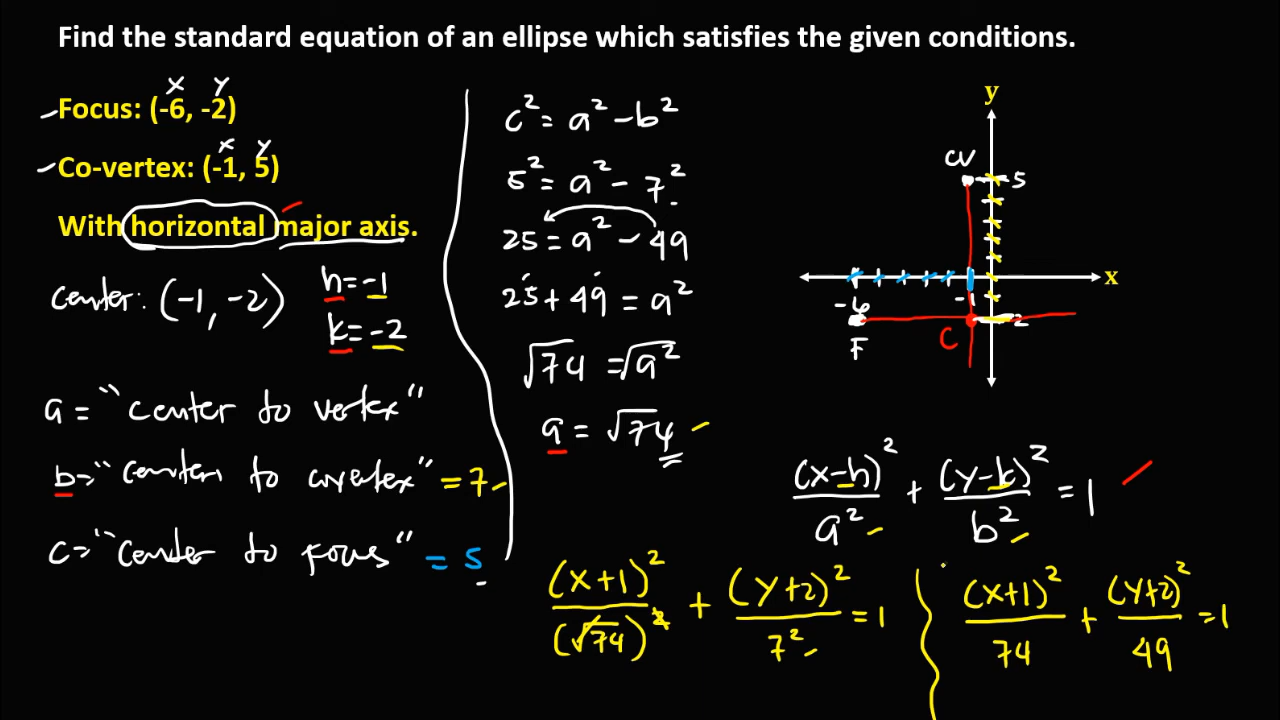 Find the standard equation of an ellipse which satisfies the given conditions.
x y
Focus: (-6, -2)
x y
Co-vertex: (-1, 5)
With horizontal major axis.
Center: (-1, -2)
h=-1
k=-2
a= "center to vertex"
b= "center to covertex" = 7
c= "center to focus" = 5
c² = a² - b²
5² = a² - 7²
25 = a² - 49
25 + 49 = a²
√74 = √a²
a = √74
y
CV
5
x
-6
-1
-2
F
C
(x-h)²/a² + (y-k)²/b² = 1
(x+1)²/(√74)² + (y+2)²/7² = 1
(x+1)²/74 + (y+2)²/49 = 1